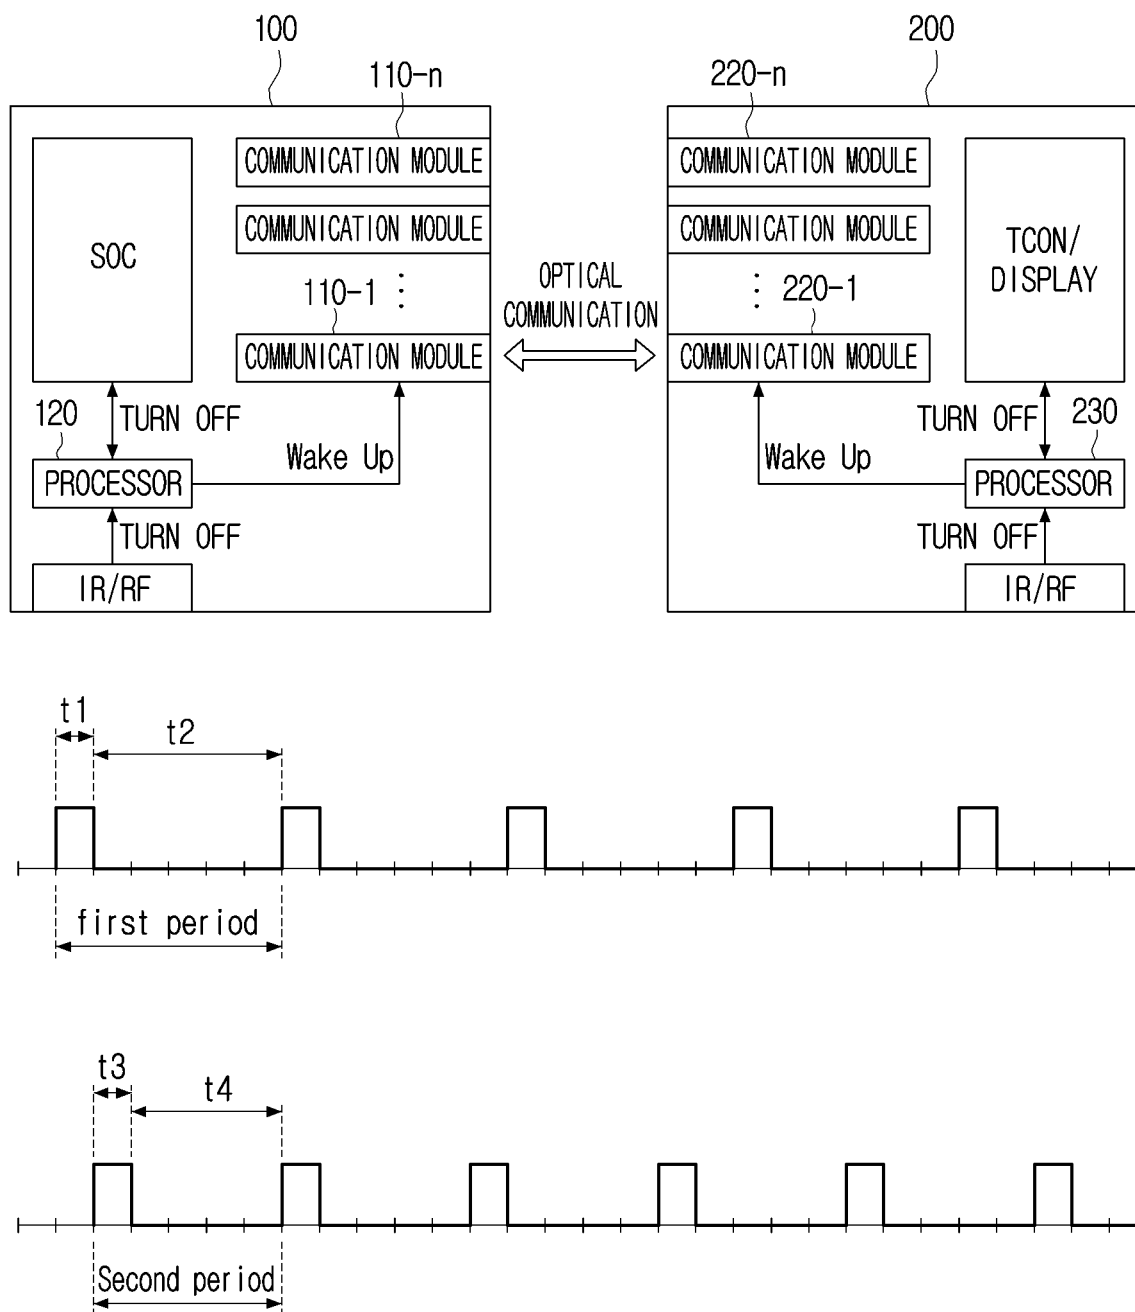 100
200
110-n
220-n
COMMUNICATION MODULE
COMMUNICATION MODULE
COMMUNICATION MODULE
COMMUNICATION MODULE
SOC
TCON/
DISPLAY
110-1
OPTICAL
COMMUNICATION
220-1
COMMUNICATION MODULE
COMMUNICATION MODULE
120
TURN OFF
TURN OFF
230
Wake Up
Wake Up
PROCESSOR
PROCESSOR
TURN OFF
TURN OFF
IR/RF
IR/RF
t1
t2
first period
t3
t4
Second period